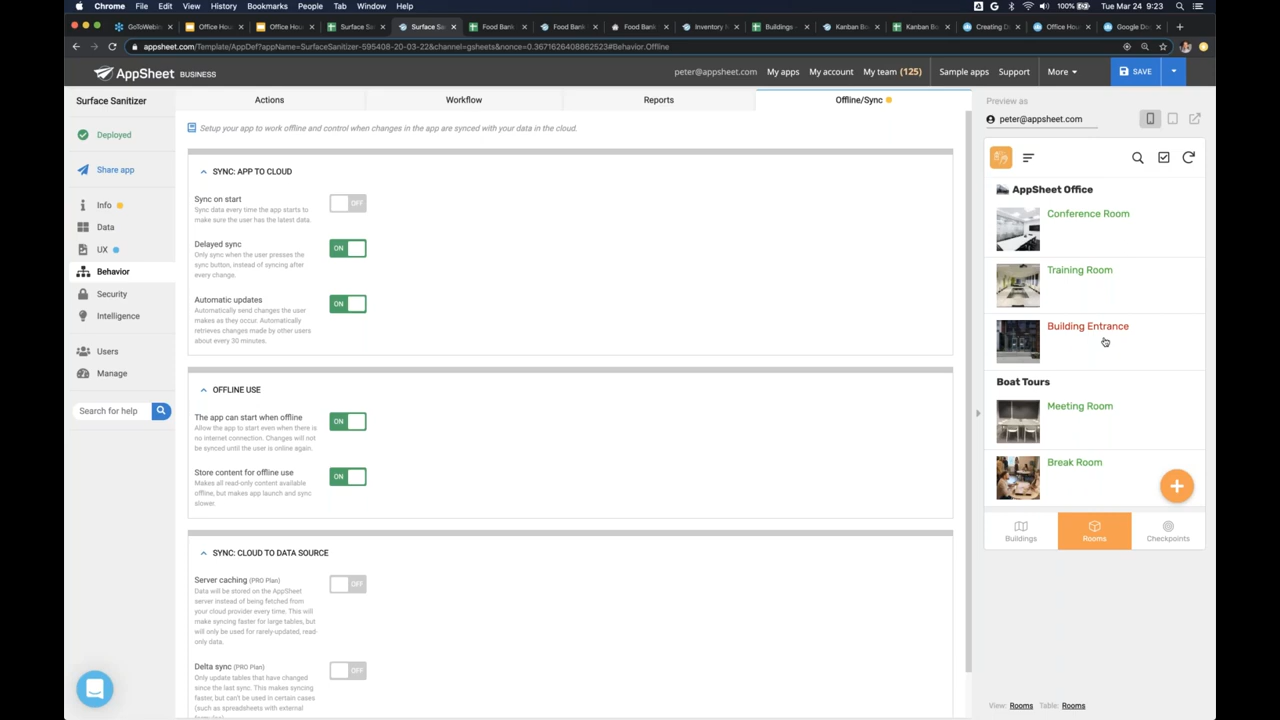 Chrome File Edit View History Bookmarks People Tab Window Help
100% Tue Mar 24 9:23
GoToWebin
Office Hou
Office Hou
Surface Sa
Surface S
Food Bank
Food Bank
Food Bank
Inventory M
Buildings -
Kanban Bo
Kanban Bo
Creating D
Office Hou
Google Da
appsheet.com/Template/AppDef?appName=SurfaceSanitizer-595408-20-03-22&channel=gsheets&nonce=0.3671626408862523#Behavior.Offline
AppSheet BUSINESS
peter@appsheet.com My apps My account My team (125) Sample apps Support More SAVE
Surface Sanitizer
Deployed
Share app
Info
Data
UX
Behavior
Security
Intelligence
Users
Manage
Search for help
Actions Workflow Reports Offline/Sync
Setup your app to work offline and control when changes in the app are synced with your data in the cloud.
SYNC: APP TO CLOUD
Sync on start
Sync data every time the app starts to
make sure the user has the latest data.
OFF
Delayed sync
Only sync when the user presses the
sync button, instead of syncing after
every change.
ON
Automatic updates
Automatically send changes the user
makes as they occur. Automatically
retrieves changes made by other users
about every 30 minutes.
ON
OFFLINE USE
The app can start when offline
Allow the app to start even when there is
no internet connection. Changes will not
be synced until the user is online again.
ON
Store content for offline use
Makes all read-only content available
offline, but makes app launch and sync
slower.
ON
SYNC: CLOUD TO DATA SOURCE
Server caching (PRO Plan)
Data will be stored on the AppSheet
server instead of being fetched from
your cloud provider every time. This will
make syncing faster for large tables, but
will only be used for rarely-updated, read-
only data.
OFF
Delta sync (PRO Plan)
Only update tables that have changed
since the last sync. This makes syncing
faster, but can't be used in certain cases
(such as spreadsheets with external
OFF
Preview as
peter@appsheet.com
AppSheet Office
Conference Room
Training Room
Building Entrance
Boat Tours
Meeting Room
Break Room
Buildings Rooms Checkpoints
View: Rooms Table: Rooms